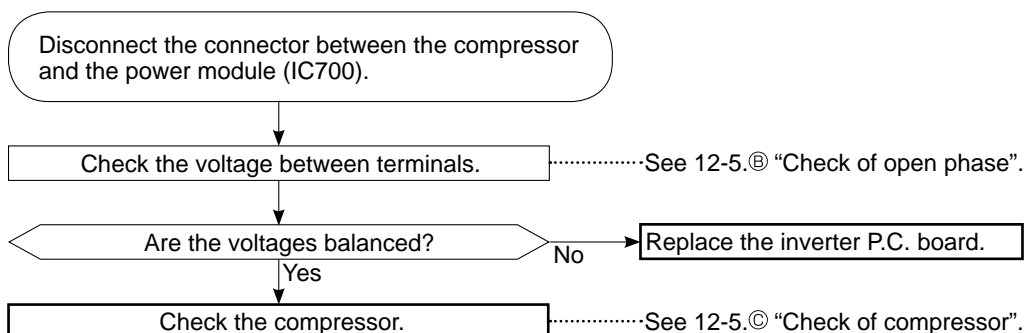 Disconnect the connector between the compressor
and the power module (IC700).
Check the voltage between terminals.
See 12-5.Ⓑ “Check of open phase”.
Are the voltages balanced?
No
Replace the inverter P.C. board.
Yes
Check the compressor.
See 12-5.Ⓒ “Check of compressor”.